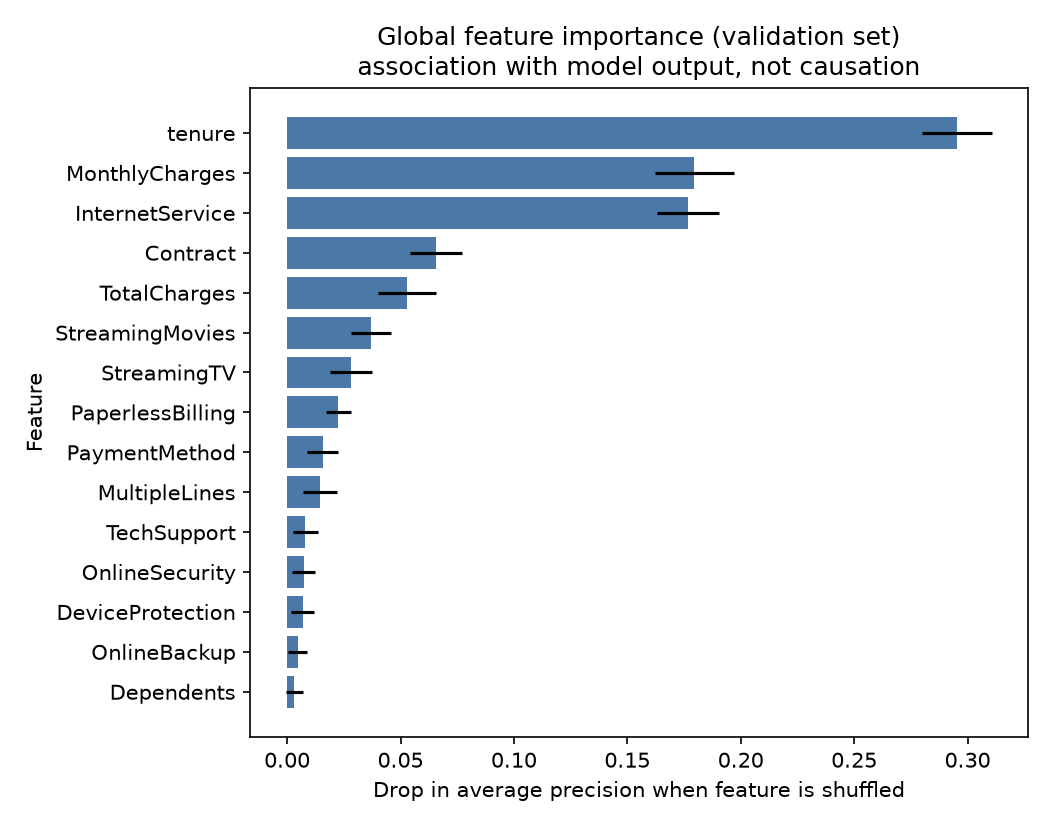 Global feature importance (validation set)
association with model output, not causation
Feature
tenure
MonthlyCharges
InternetService
Contract
TotalCharges
StreamingMovies
StreamingTV
PaperlessBilling
PaymentMethod
MultipleLines
TechSupport
OnlineSecurity
DeviceProtection
OnlineBackup
Dependents
0.00 0.05 0.10 0.15 0.20 0.25 0.30
Drop in average precision when feature is shuffled